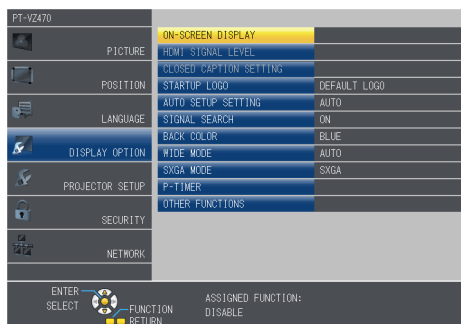 PT-VZ470
PICTURE
POSITION
LANGUAGE
DISPLAY OPTION
PROJECTOR SETUP
SECURITY
NETWORK
ON-SCREEN DISPLAY
HDMI SIGNAL LEVEL
CLOSED CAPTION SETTING
STARTUP LOGO DEFAULT LOGO
AUTO SETUP SETTING AUTO
SIGNAL SEARCH ON
BACK COLOR BLUE
WIDE MODE AUTO
SXGA MODE SXGA
P-TIMER
OTHER FUNCTIONS
ENTER
SELECT
FUNCTION
RETURN
ASSIGNED FUNCTION:
DISABLE